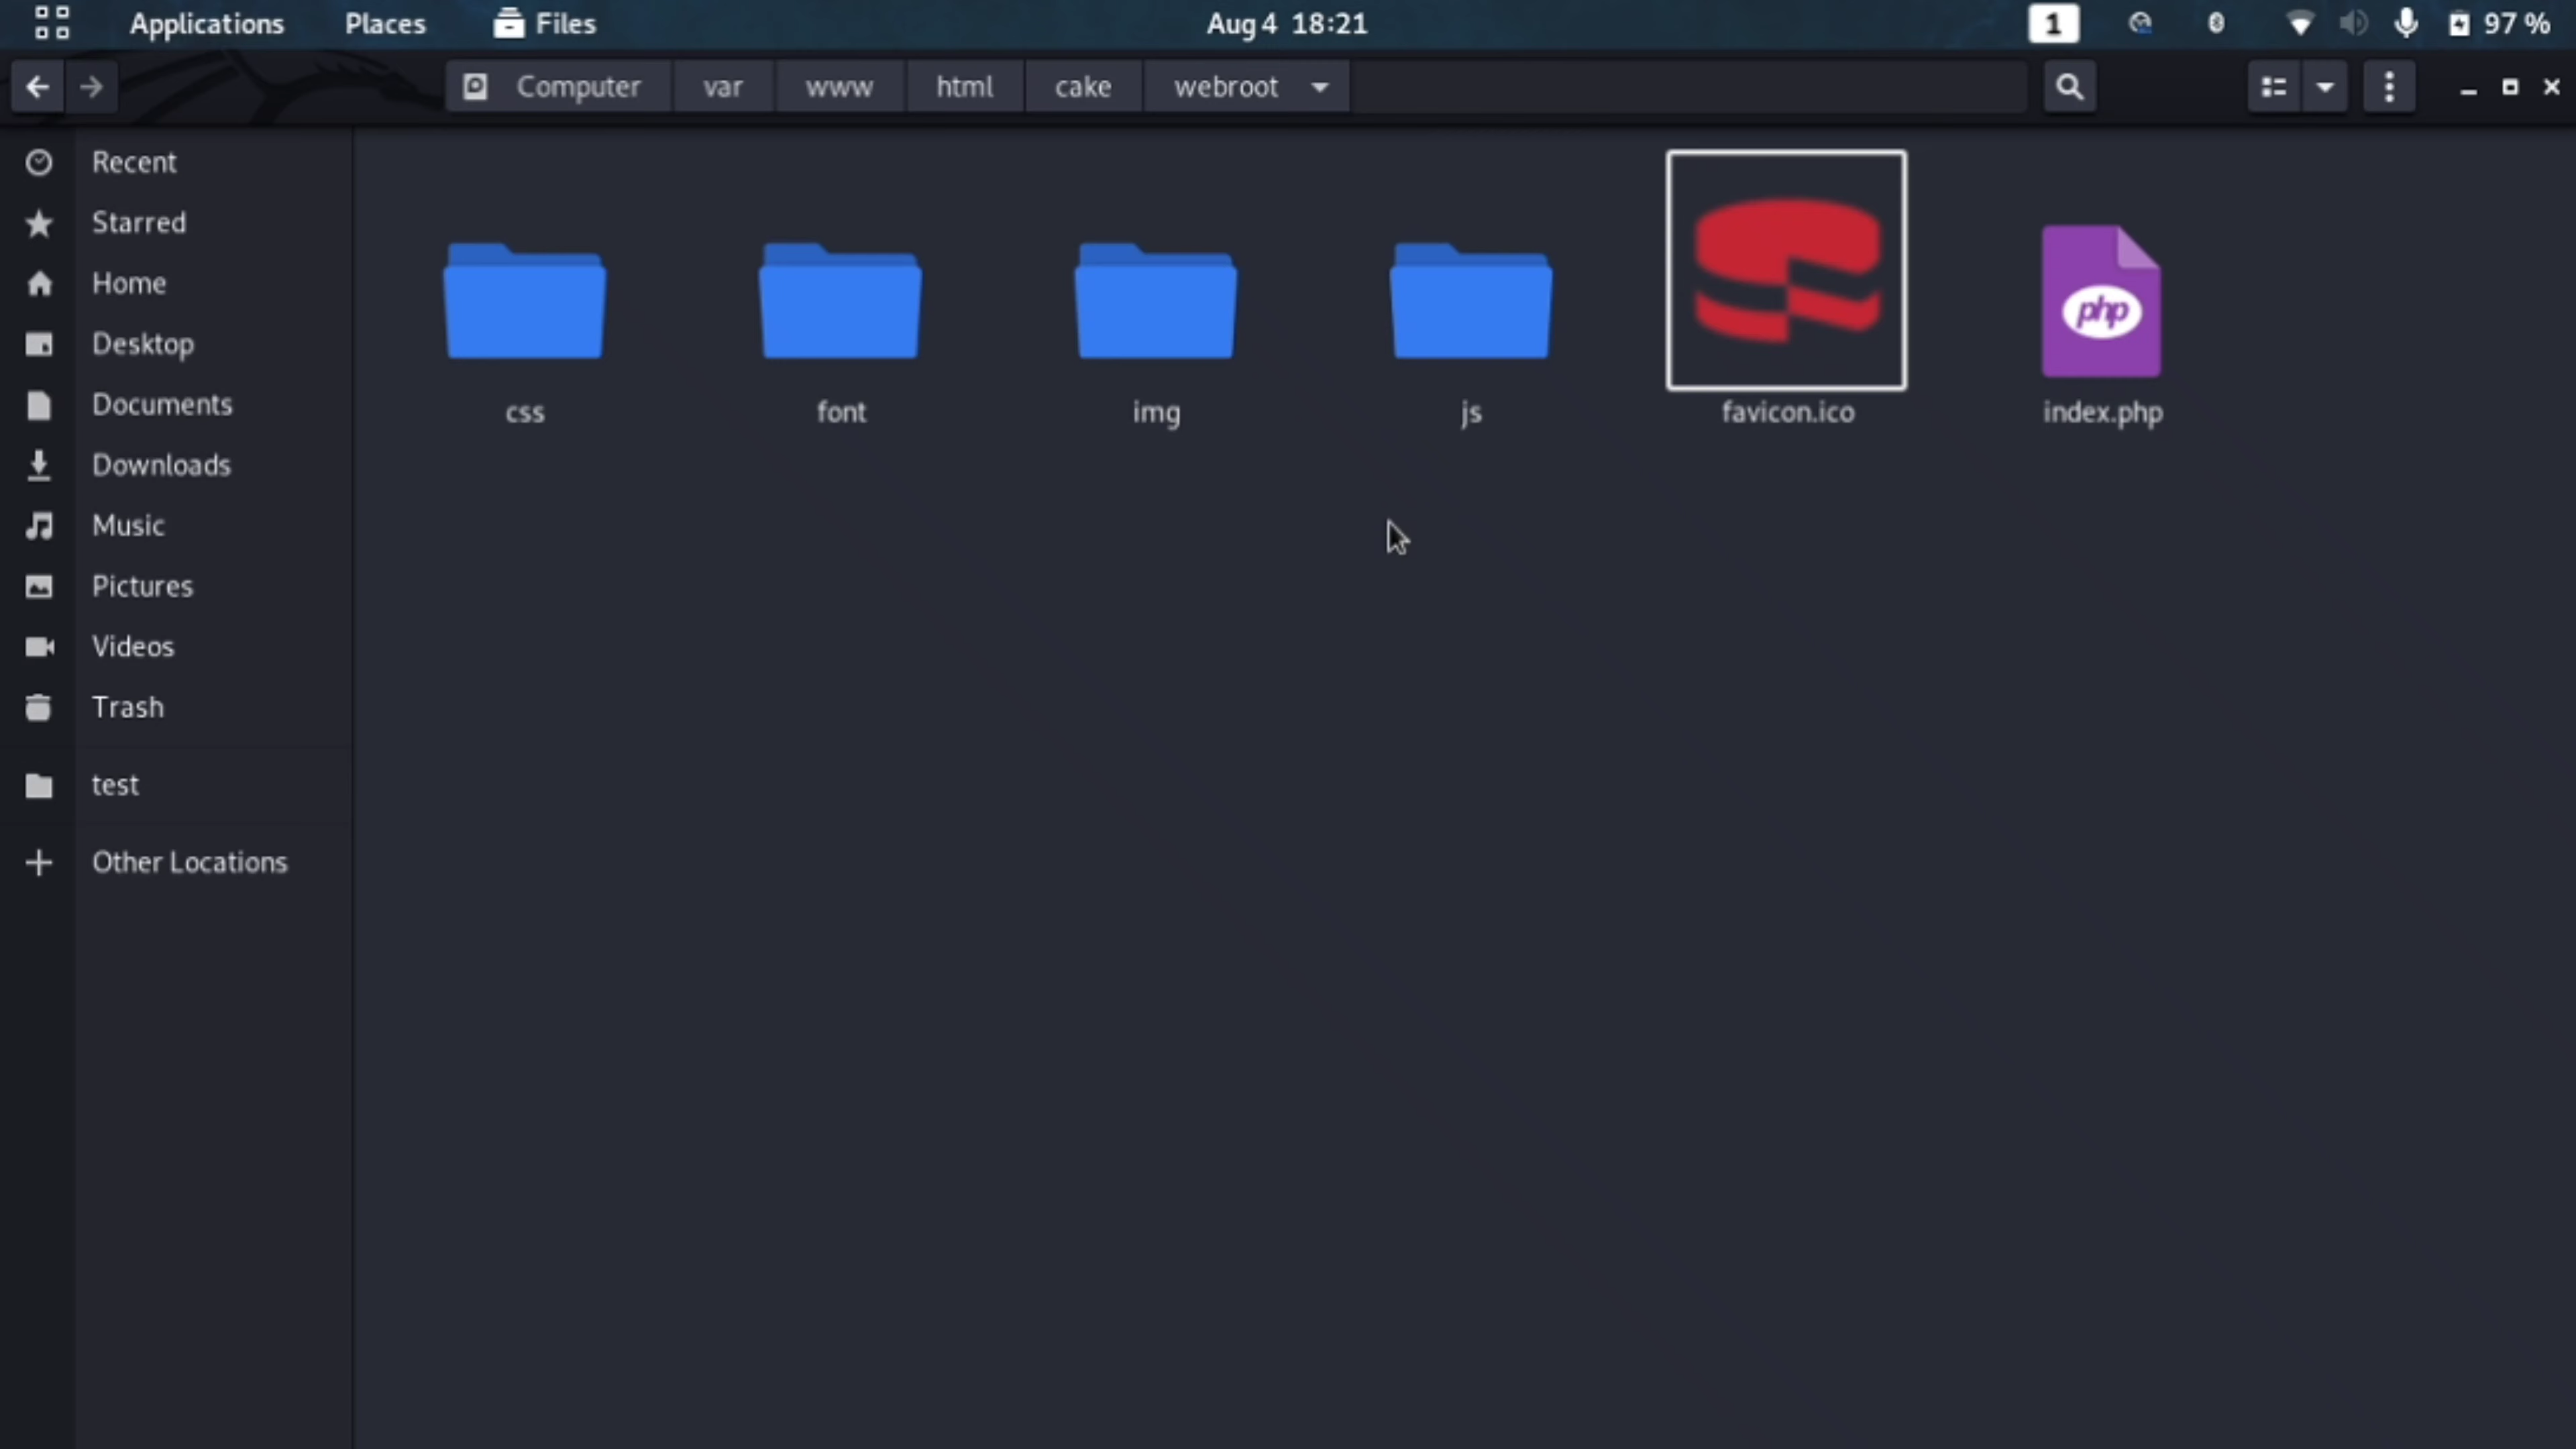 Applications Places Files Aug 4 18:21 1 97 %
Computer var www html cake webroot
Recent
Starred
Home
Desktop
Documents
Downloads
Music
Pictures
Videos
Trash
test
Other Locations
css font img js favicon.ico index.php
php